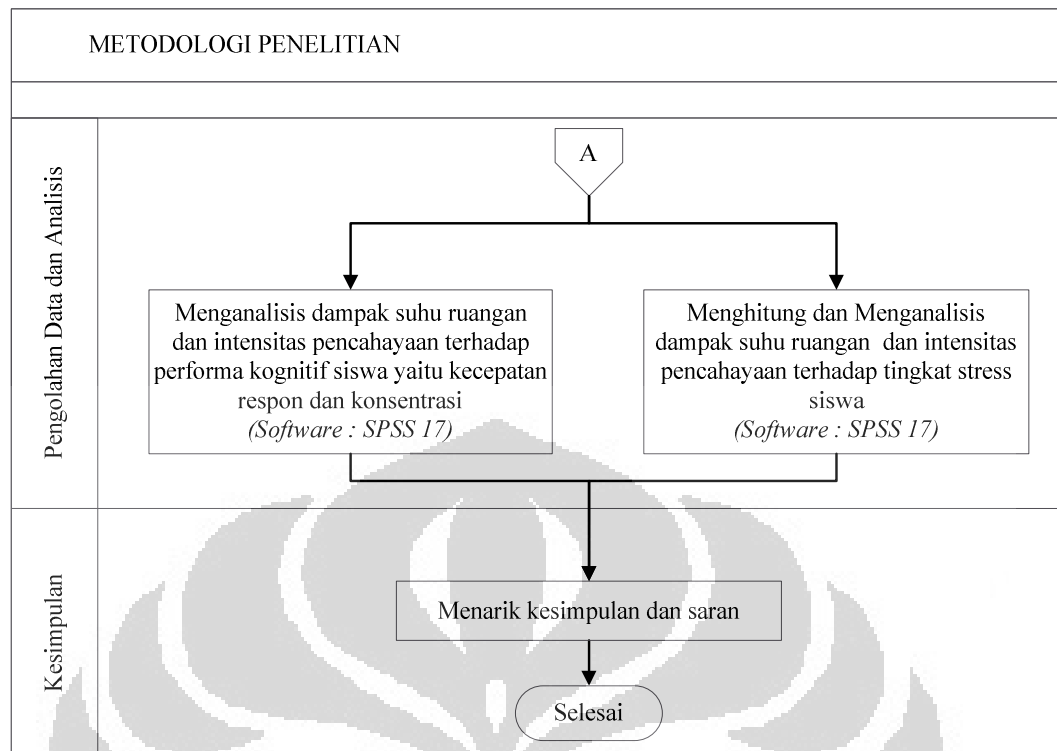 METODOLOGI PENELITIAN
Pengolahan Data dan Analisis
A
Menganalisis dampak suhu ruangan
dan intensitas pencahayaan terhadap
performa kognitif siswa yaitu kecepatan
respon dan konsentrasi
(Software : SPSS 17)
Menghitung dan Menganalisis
dampak suhu ruangan dan intensitas
pencahayaan terhadap tingkat stress
siswa
(Software : SPSS 17)
Kesimpulan
Menarik kesimpulan dan saran
Selesai